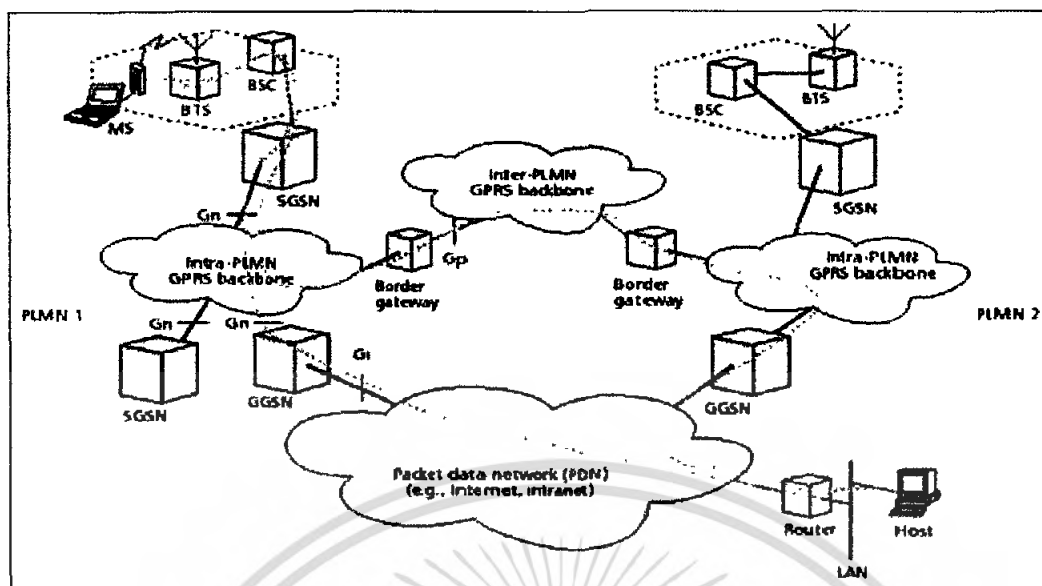 BSC
BTS
MS
SGSN
Gn
Inter-PLMN
GPRS backbone
BSC
BTS
SGSN
Intra-PLMN
GPRS backbone
Border
gateway
Gp
Border
gateway
Intra-PLMN
GPRS backbone
PLMN 1
PLMN 2
Gn
Gn
SGSN
GGSN
Gi
GGSN
Packet data network (PDN)
(e.g., Internet, intranet)
Router
Host
LAN